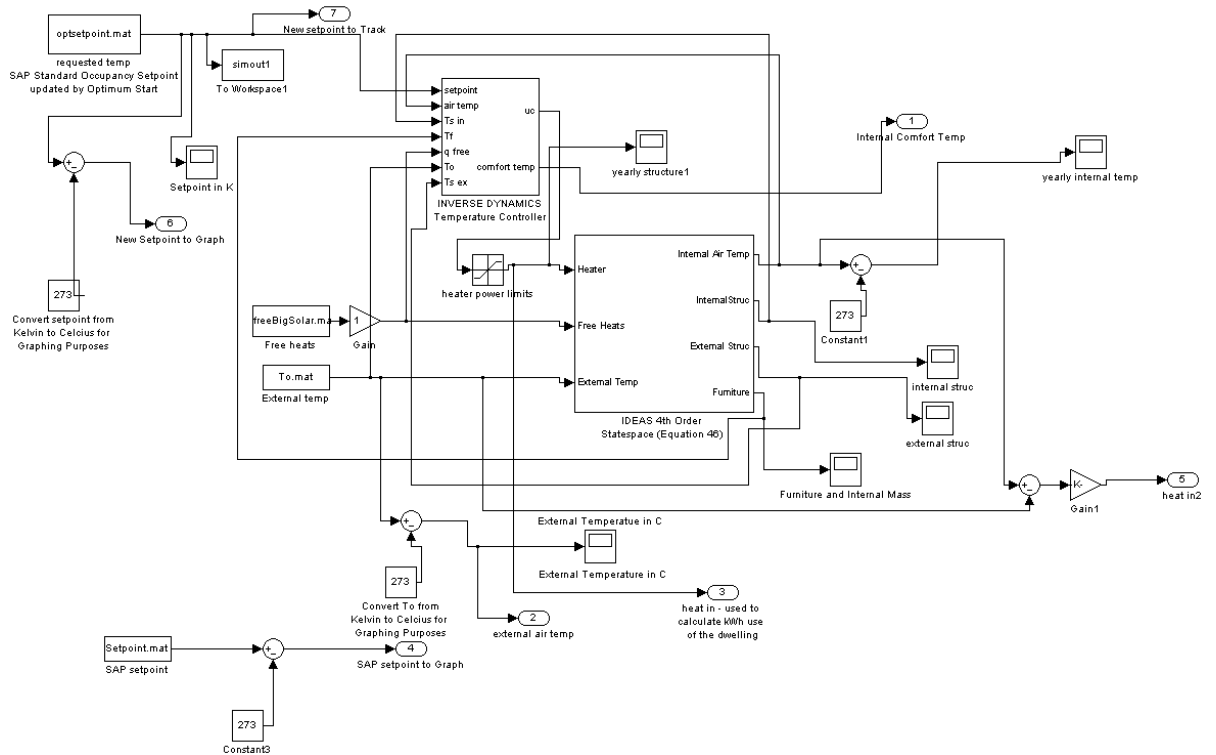 7
New setpoint to Track
optsetpoint.mat
requested temp
SAP Standard Occupancy Setpoint
updated by Optimum Start
simout1
To Workspace1
setpoint
air temp
Ts in
Tf
q free
To
Ts ex
uc
comfort temp
INVERSE DYNAMICS
Temperature Controller
1
Internal Comfort Temp
yearly structure1
yearly internal temp
Setpoint in K
6
New Setpoint to Graph
273
Convert setpoint from
Kelvin to Celcius for
Graphing Purposes
heater power limits
Heater
Free Heats
External Temp
Internal Air Temp
InternalStruc
External Struc
Furniture
IDEAS 4th Order
Statespace (Equation 46)
273
Constant1
freeBigSolar.ma
Free heats
1
Gain
To.mat
External temp
internal struc
external struc
Furniture and Internal Mass
K-
Gain1
5
heat in2
External Temperatue in C
External Temperature in C
273
Convert To from
Kelvin to Celcius for
Graphing Purposes
2
external air temp
3
heat in - used to
calculate kWh use
of the dwelling
Setpoint.mat
SAP setpoint
4
SAP setpoint to Graph
273
Constant3